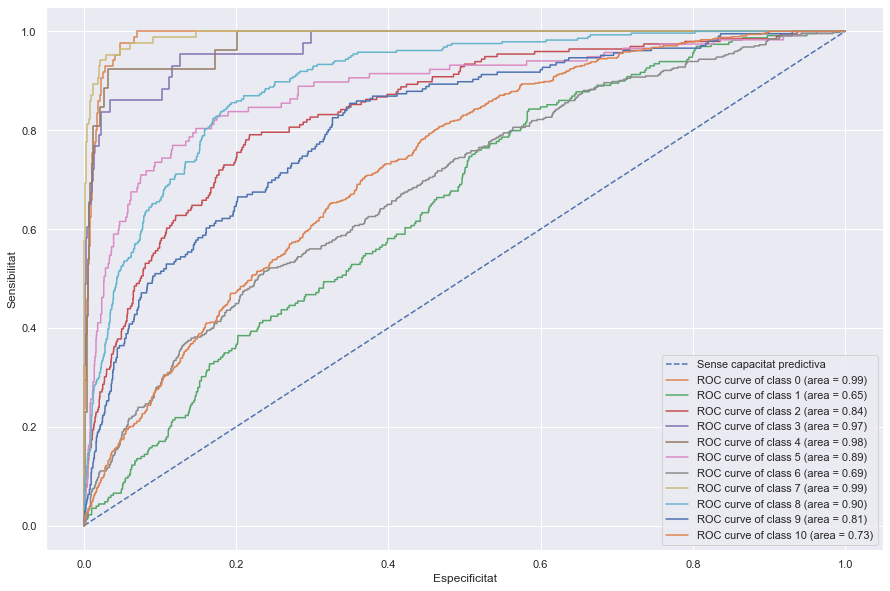 1.0
0.8
0.6
0.4
0.2
0.0
Sensibilitat
0.0 0.2 0.4 0.6 0.8 1.0
Especificitat
Sense capacitat predictiva
ROC curve of class 0 (area = 0.99)
ROC curve of class 1 (area = 0.65)
ROC curve of class 2 (area = 0.84)
ROC curve of class 3 (area = 0.97)
ROC curve of class 4 (area = 0.98)
ROC curve of class 5 (area = 0.89)
ROC curve of class 6 (area = 0.69)
ROC curve of class 7 (area = 0.99)
ROC curve of class 8 (area = 0.90)
ROC curve of class 9 (area = 0.81)
ROC curve of class 10 (area = 0.73)